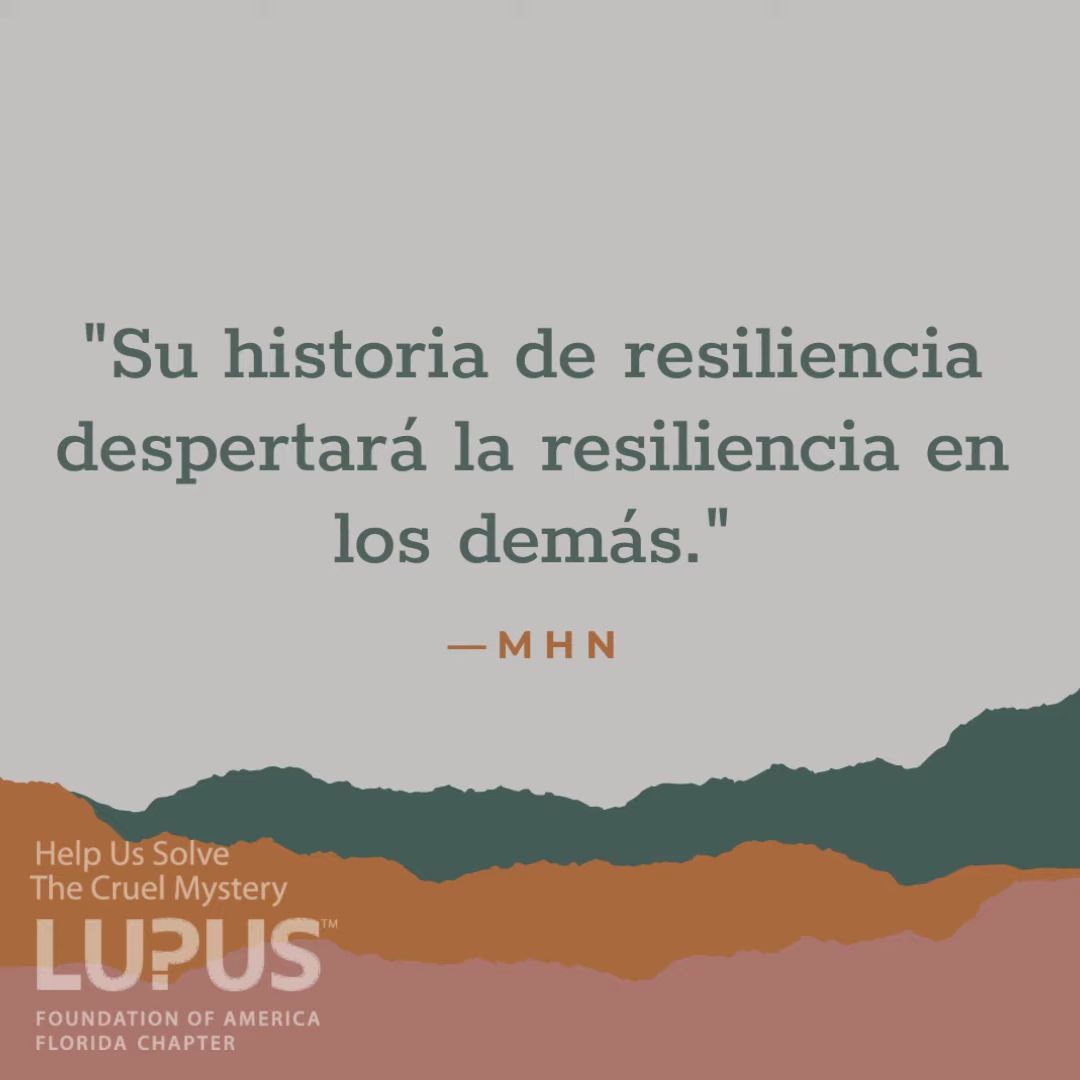 "Su historia de resiliencia
despertará la resiliencia en
los demás."
—MHN
Help Us Solve
The Cruel Mystery
LUPUS™
FOUNDATION OF AMERICA
FLORIDA CHAPTER